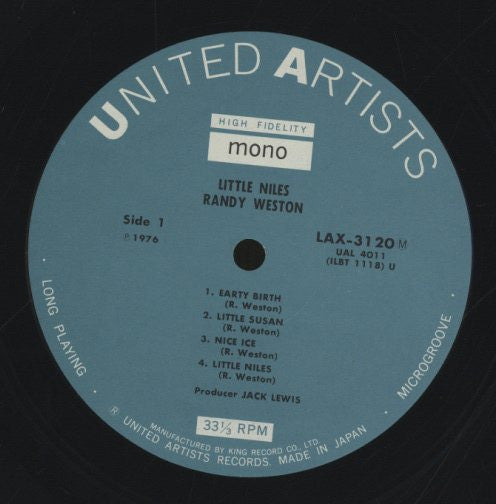 UNITED ARTISTS
HIGH FIDELITY
mono
LITTLE NILES
RANDY WESTON
Side 1
℗ 1976
LAX-3120 M
UAL 4011
(ILBT 1118) U
1. EARTY BIRTH
(R. Weston)
2. LITTLE SUSAN
(R. Weston)
3. NICE ICE
(R. Weston)
4. LITTLE NILES
(R. Weston)
Producer JACK LEWIS
33⅓ RPM
· LONG PLAYING ·
MICROGROOVE ·
MANUFACTURED BY KING RECORD CO., LTD.
® UNITED ARTISTS RECORDS. MADE IN JAPAN